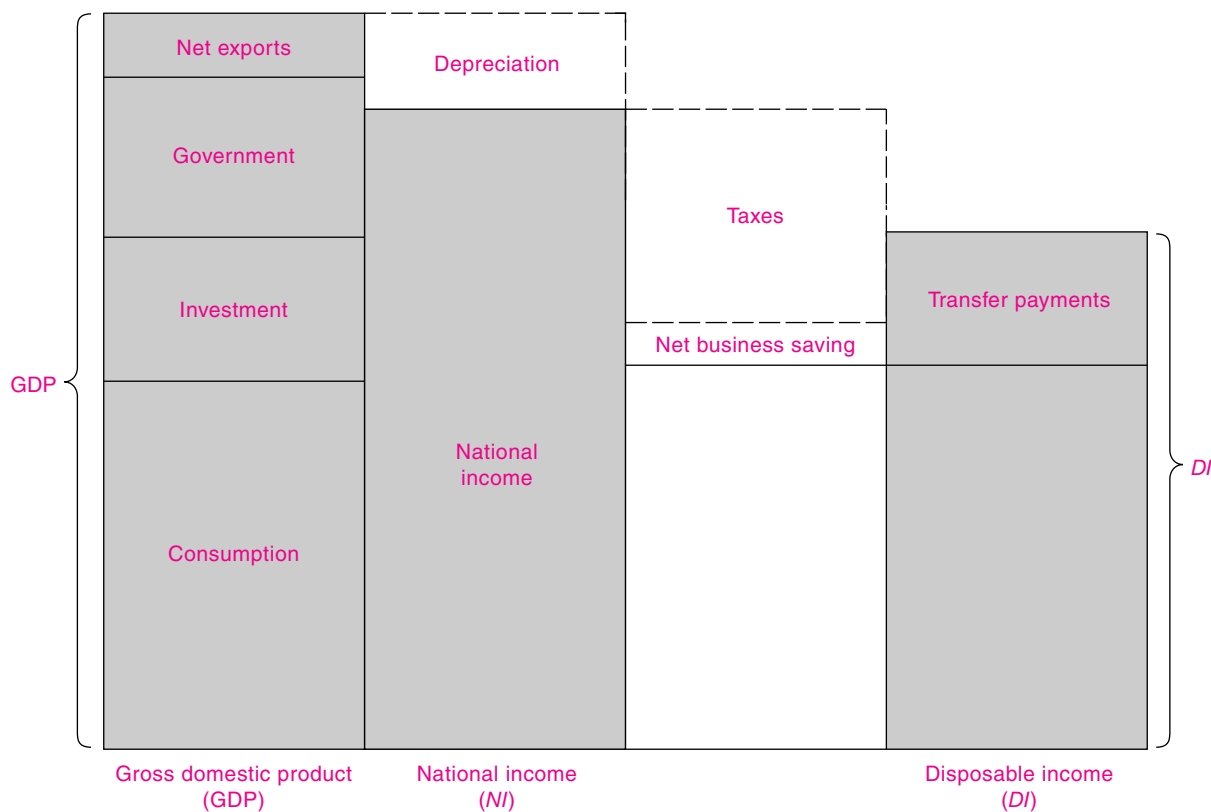 Net exports
Depreciation
Government
Taxes
Investment
Transfer payments
Net business saving
GDP
National
income
DI
Consumption
Gross domestic product
(GDP)
National income
(NI)
Disposable income
(DI)